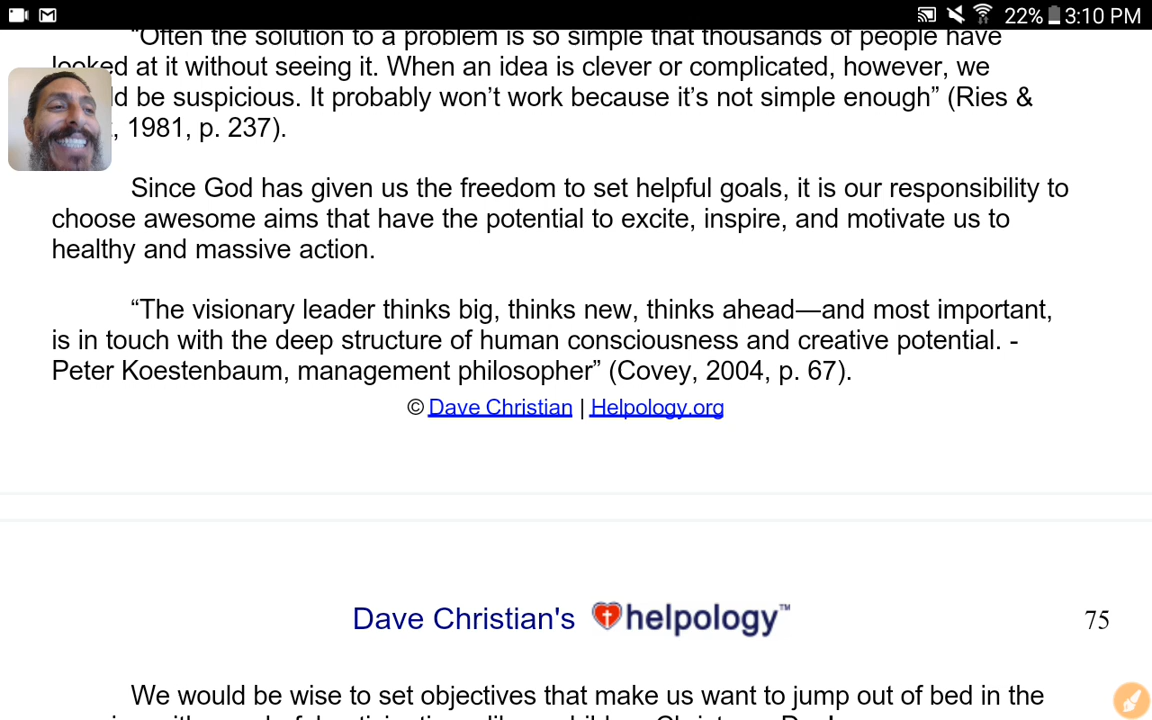 22% 3:10 PM
“Often the solution to a problem is so simple that thousands of people have
looked at it without seeing it. When an idea is clever or complicated, however, we
d be suspicious. It probably won’t work because it’s not simple enough” (Ries &
, 1981, p. 237).
Since God has given us the freedom to set helpful goals, it is our responsibility to
choose awesome aims that have the potential to excite, inspire, and motivate us to
healthy and massive action.
“The visionary leader thinks big, thinks new, thinks ahead—and most important,
is in touch with the deep structure of human consciousness and creative potential. -
Peter Koestenbaum, management philosopher” (Covey, 2004, p. 67).
© Dave Christian | Helpology.org
Dave Christian's helpology™ 75
We would be wise to set objectives that make us want to jump out of bed in the